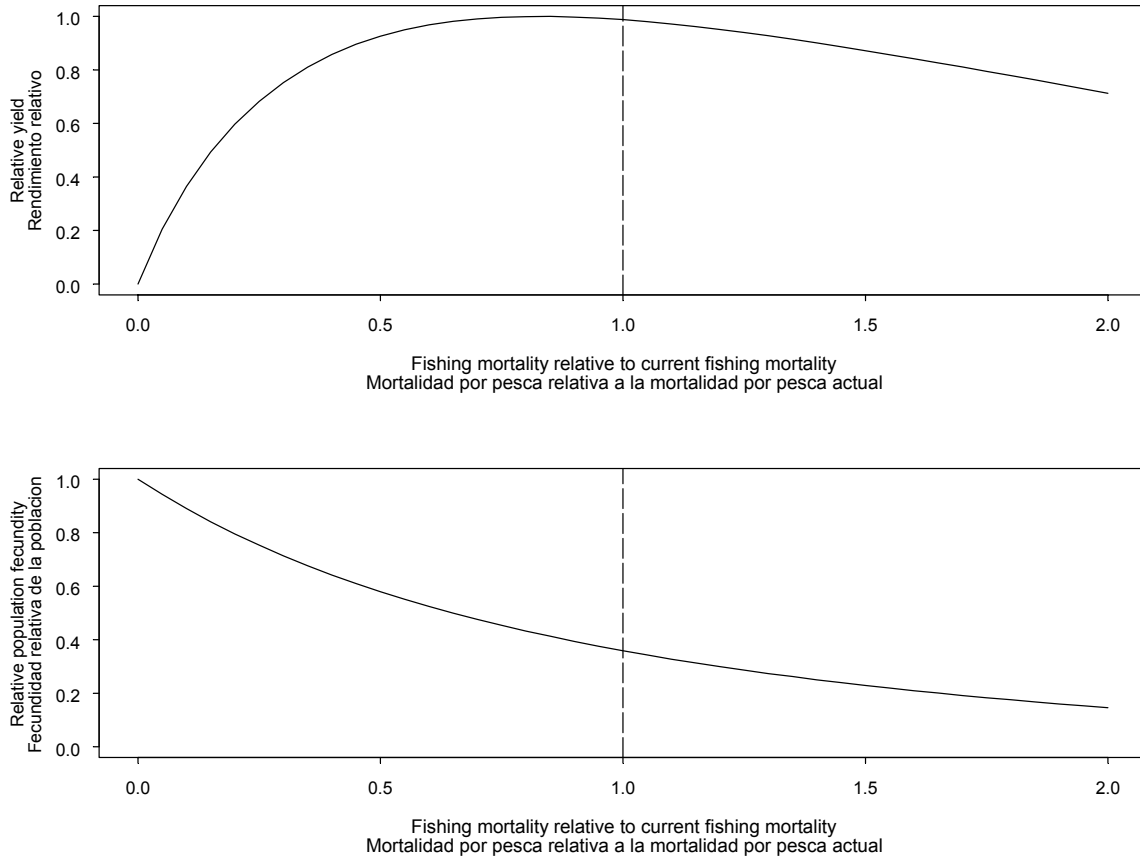 Relative yield
Rendimiento relativo
1.0
0.8
0.6
0.4
0.2
0.0
0.0 0.5 1.0 1.5 2.0
Fishing mortality relative to current fishing mortality
Mortalidad por pesca relativa a la mortalidad por pesca actual
Relative population fecundity
Fecundidad relativa de la poblacion
1.0
0.8
0.6
0.4
0.2
0.0
0.0 0.5 1.0 1.5 2.0
Fishing mortality relative to current fishing mortality
Mortalidad por pesca relativa a la mortalidad por pesca actual